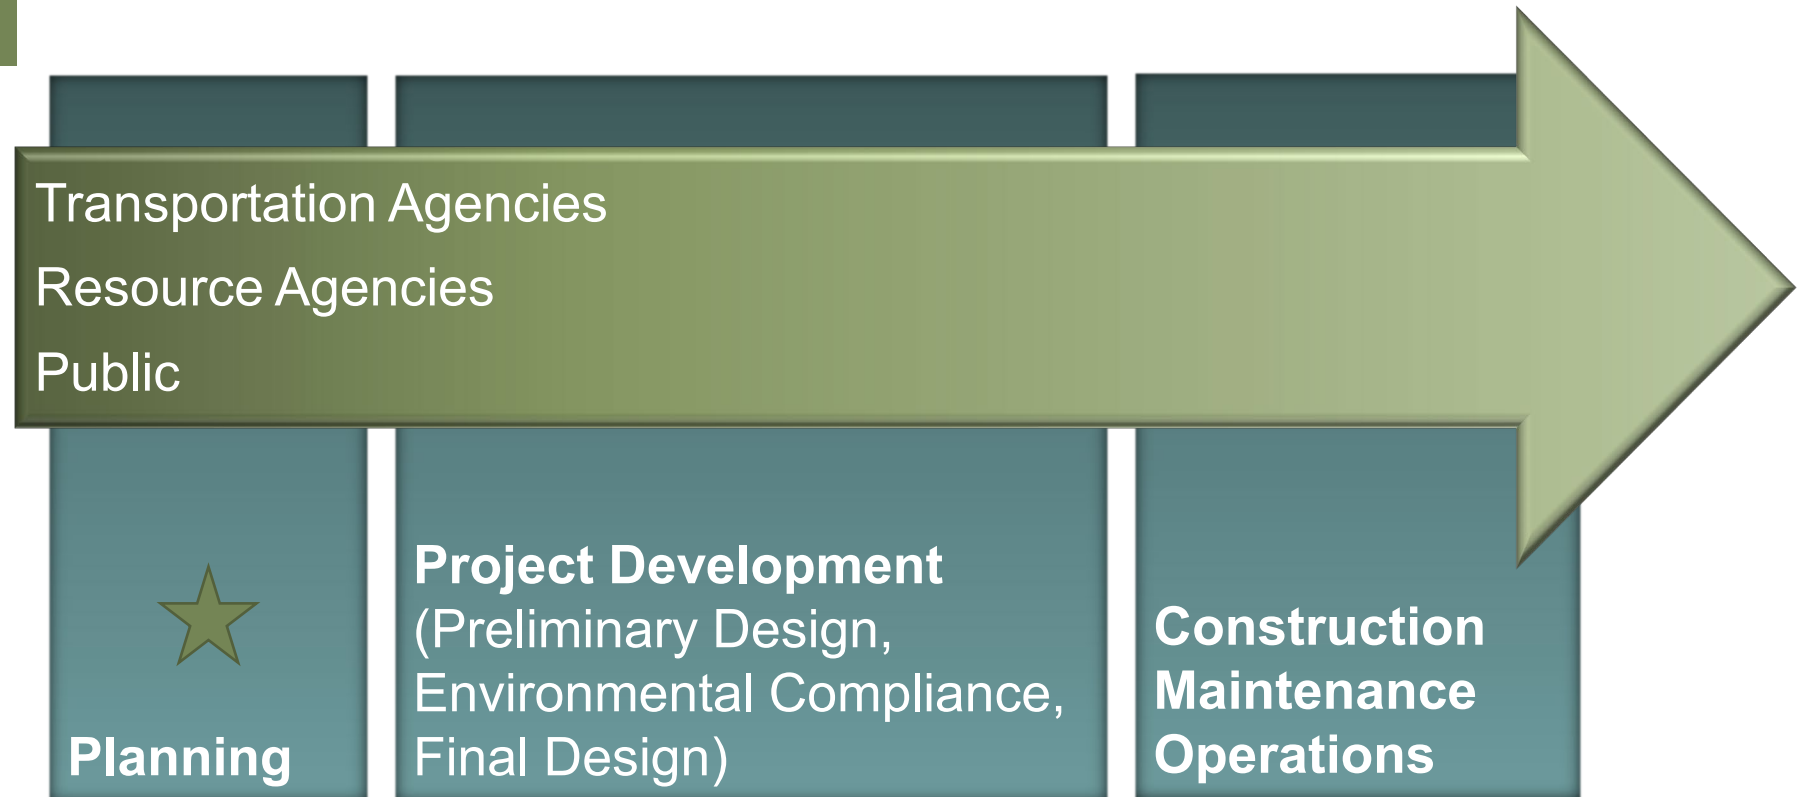 Transportation Agencies
Resource Agencies
Public
Planning
Project Development
(Preliminary Design,
Environmental Compliance,
Final Design)
Construction
Maintenance
Operations